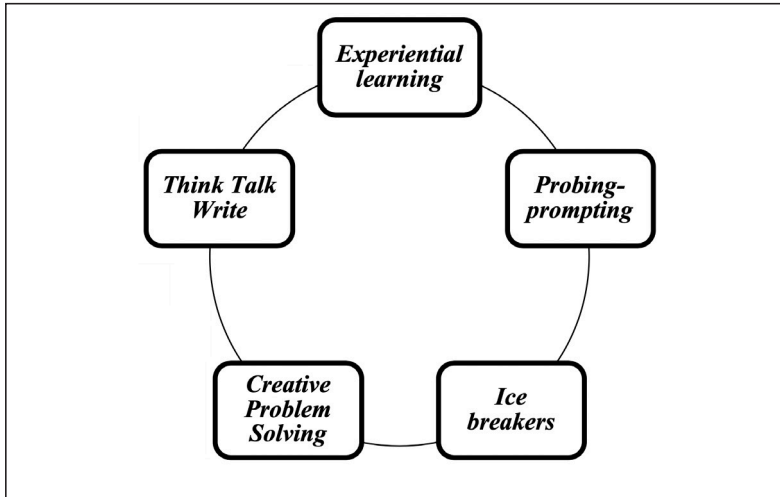 Experiential
learning
Probing-
prompting
Ice
breakers
Creative
Problem
Solving
Think Talk
Write